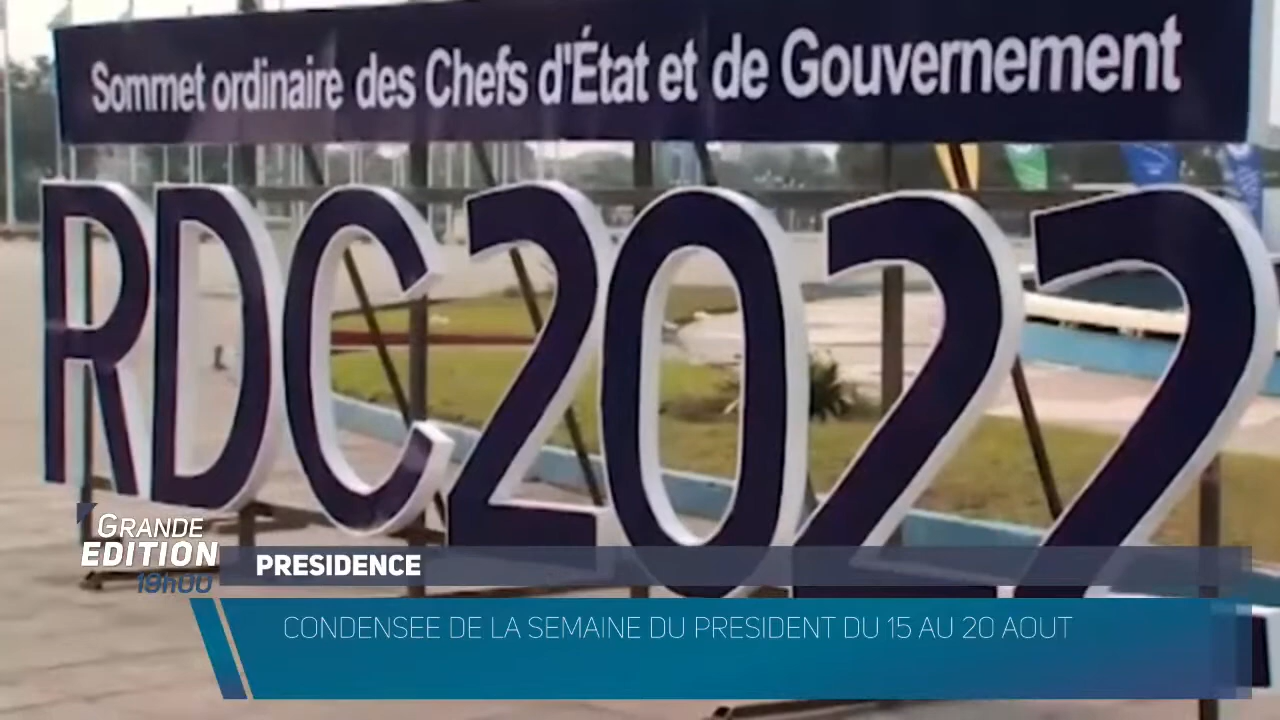 Sommet ordinaire des Chefs d'État et de Gouvernement
RDC2022
GRANDE
EDITION
19h00
PRESIDENCE
CONDENSEE DE LA SEMAINE DU PRESIDENT DU 15 AU 20 AOUT